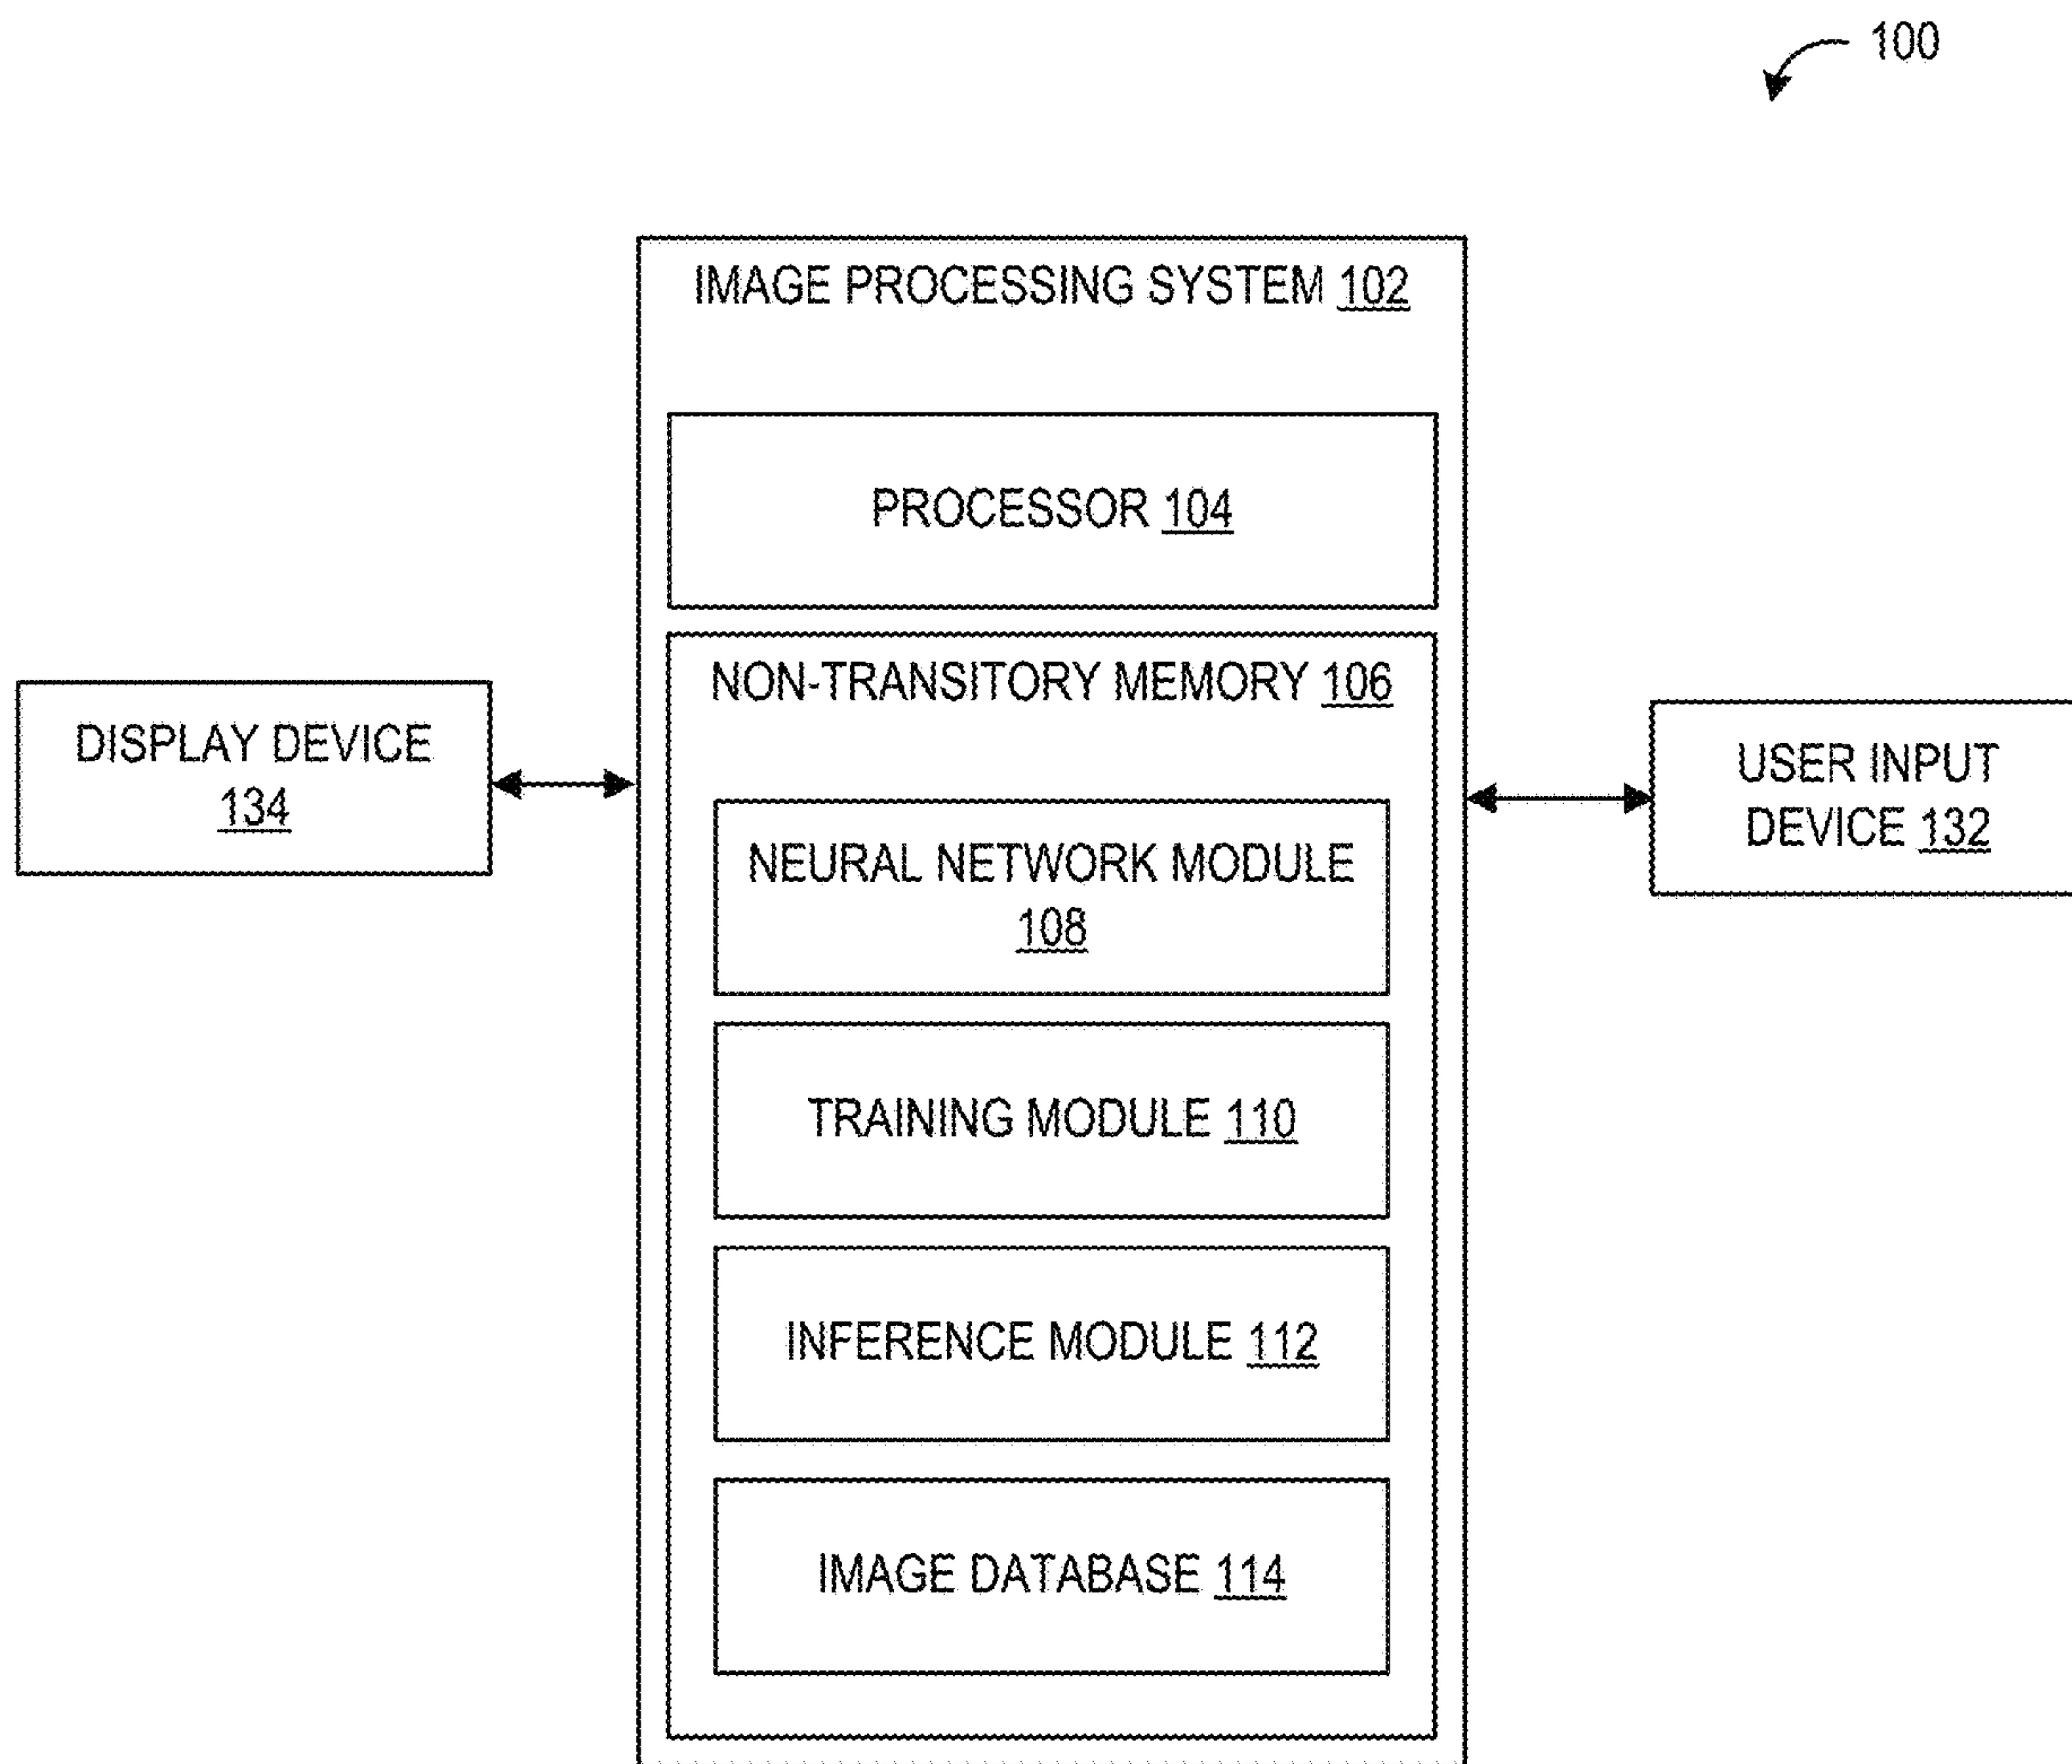 100
IMAGE PROCESSING SYSTEM 102
PROCESSOR 104
NON-TRANSITORY MEMORY 106
DISPLAY DEVICE
134
USER INPUT
DEVICE 132
NEURAL NETWORK MODULE
108
TRAINING MODULE 110
INFERENCE MODULE 112
IMAGE DATABASE 114